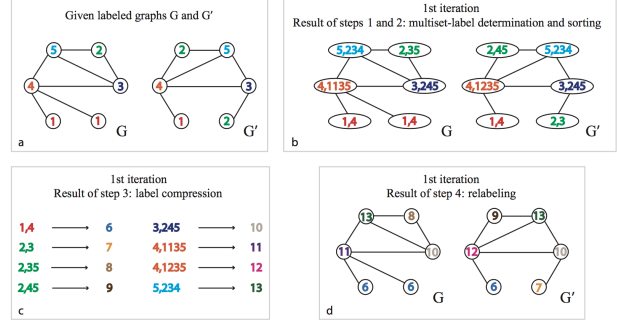 Given labeled graphs G and G′
5 2 2 5
4 3 4 3
1 1 1 2
G G′
a
1st iteration
Result of steps 1 and 2: multiset-label determination and sorting
5,234 2,35 2,45 5,234
4,1135 3,245 4,1235 3,245
1,4 1,4 1,4 2,3
G G′
b
1st iteration
Result of step 3: label compression
1,4 → 6 3,245 → 10
2,3 → 7 4,1135 → 11
2,35 → 8 4,1235 → 12
2,45 → 9 5,234 → 13
c
1st iteration
Result of step 4: relabeling
13 8 9 13
11 10 12 10
6 6 6 7
G G′
d